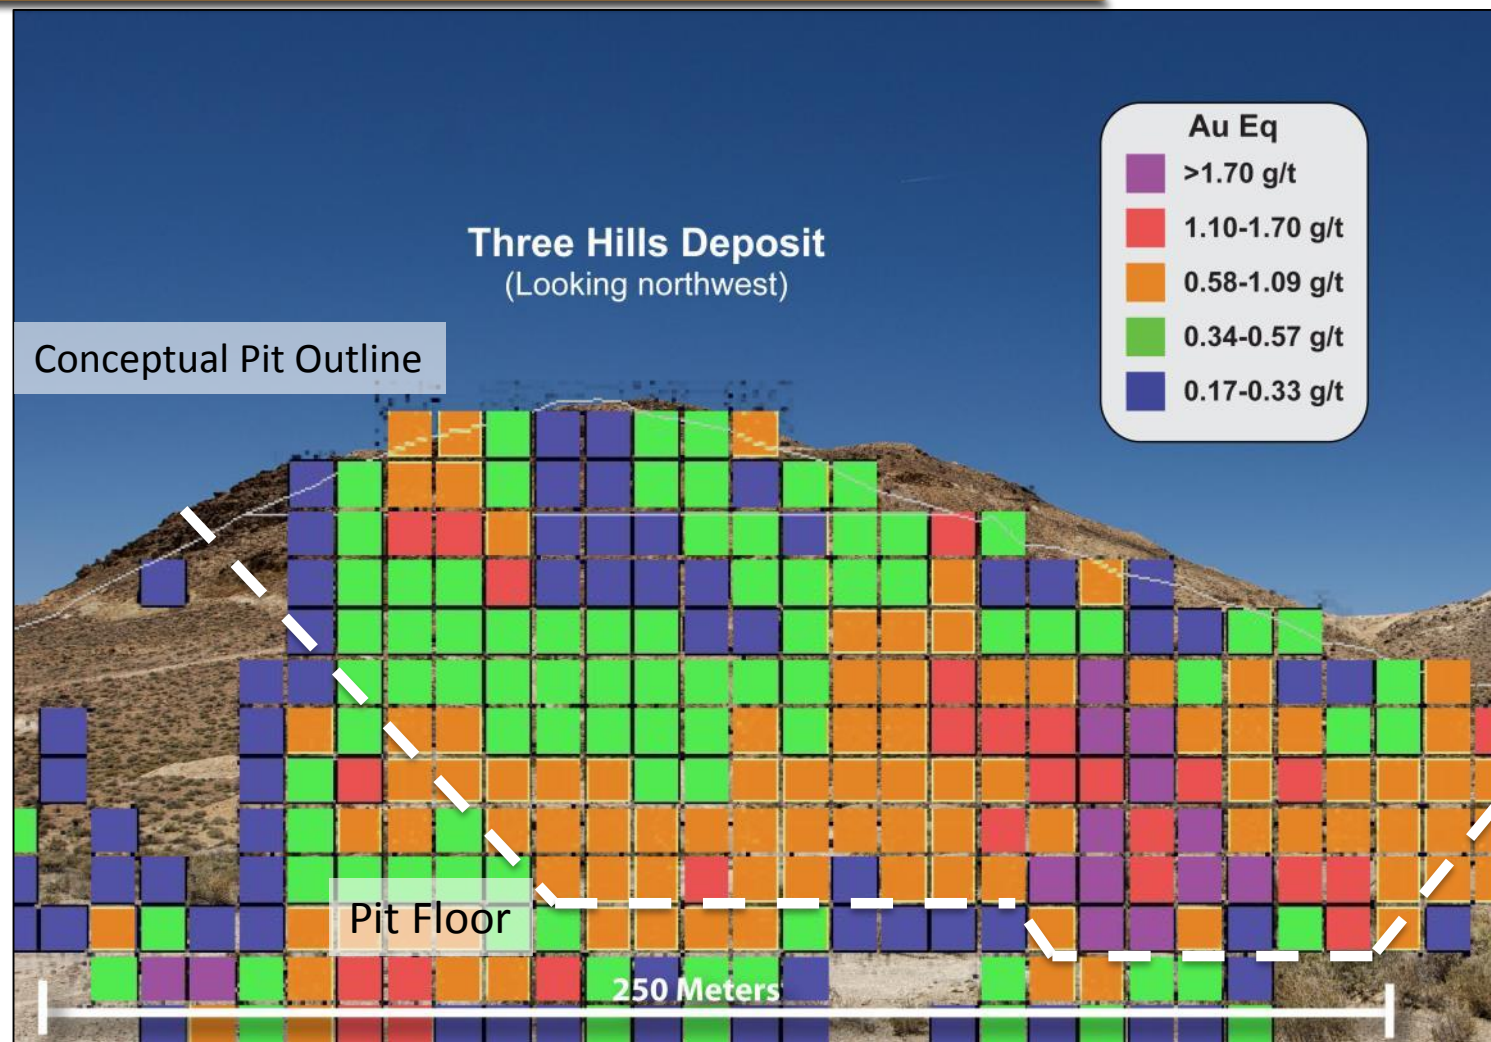 Three Hills Deposit
(Looking northwest)
Au Eq
>1.70 g/t
1.10-1.70 g/t
0.58-1.09 g/t
0.34-0.57 g/t
0.17-0.33 g/t
Conceptual Pit Outline
Pit Floor
250 Meters